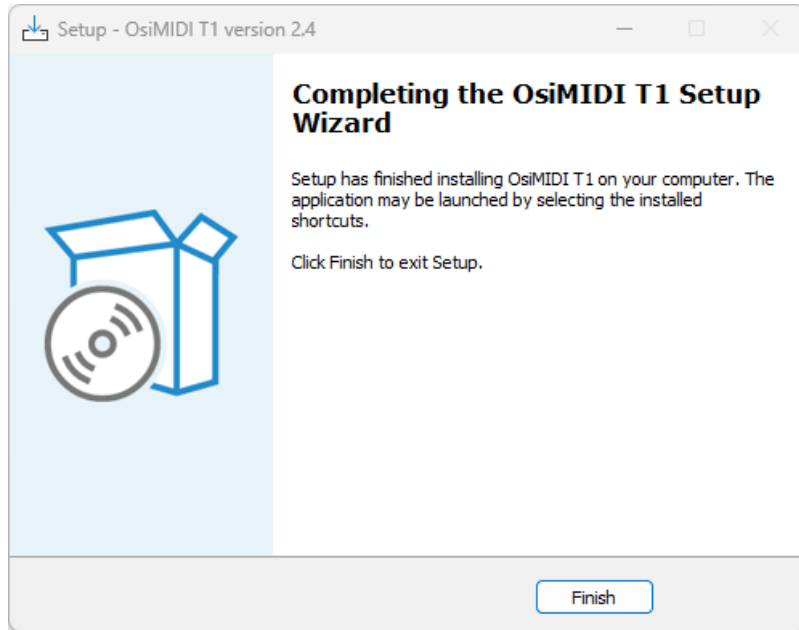 Setup - OsiMIDI T1 version 2.4
Completing the OsiMIDI T1 Setup
Wizard
Setup has finished installing OsiMIDI T1 on your computer. The
application may be launched by selecting the installed
shortcuts.
Click Finish to exit Setup.
Finish